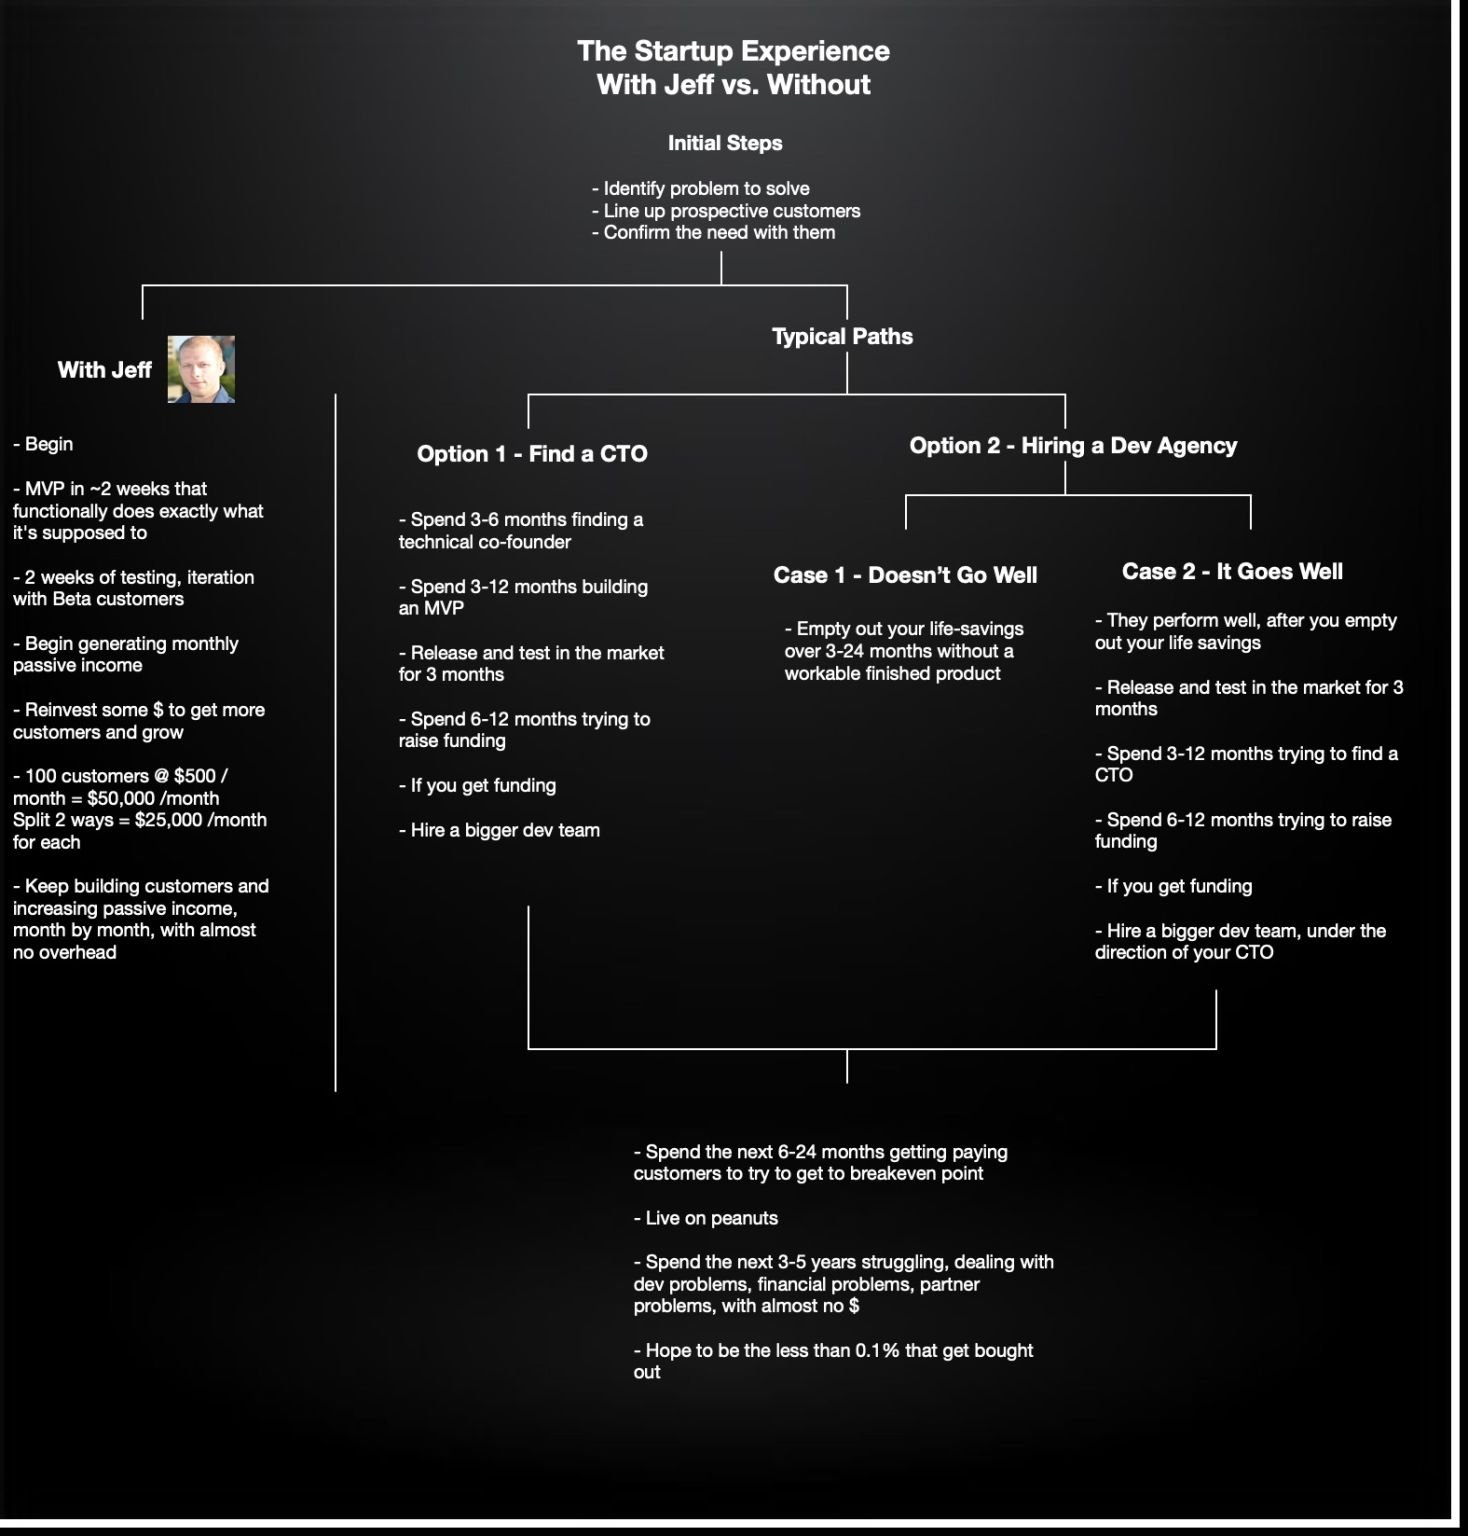 The Startup Experience
With Jeff vs. Without
Initial Steps
- Identify problem to solve
- Line up prospective customers
- Confirm the need with them
With Jeff
- Begin
- MVP in ~2 weeks that
functionally does exactly what
it's supposed to
- 2 weeks of testing, iteration
with Beta customers
- Begin generating monthly
passive income
- Reinvest some $ to get more
customers and grow
- 100 customers @ $500 /
month = $50,000 /month
Split 2 ways = $25,000 /month
for each
- Keep building customers and
increasing passive income,
month by month, with almost
no overhead
Typical Paths
Option 1 - Find a CTO
- Spend 3-6 months finding a
technical co-founder
- Spend 3-12 months building
an MVP
- Release and test in the market
for 3 months
- Spend 6-12 months trying to
raise funding
- If you get funding
- Hire a bigger dev team
Option 2 - Hiring a Dev Agency
Case 1 - Doesn’t Go Well
- Empty out your life-savings
over 3-24 months without a
workable finished product
Case 2 - It Goes Well
- They perform well, after you empty
out your life savings
- Release and test in the market for 3
months
- Spend 3-12 months trying to find a
CTO
- Spend 6-12 months trying to raise
funding
- If you get funding
- Hire a bigger dev team, under the
direction of your CTO
- Spend the next 6-24 months getting paying
customers to try to get to breakeven point
- Live on peanuts
- Spend the next 3-5 years struggling, dealing with
dev problems, financial problems, partner
problems, with almost no $
- Hope to be the less than 0.1% that get bought
out